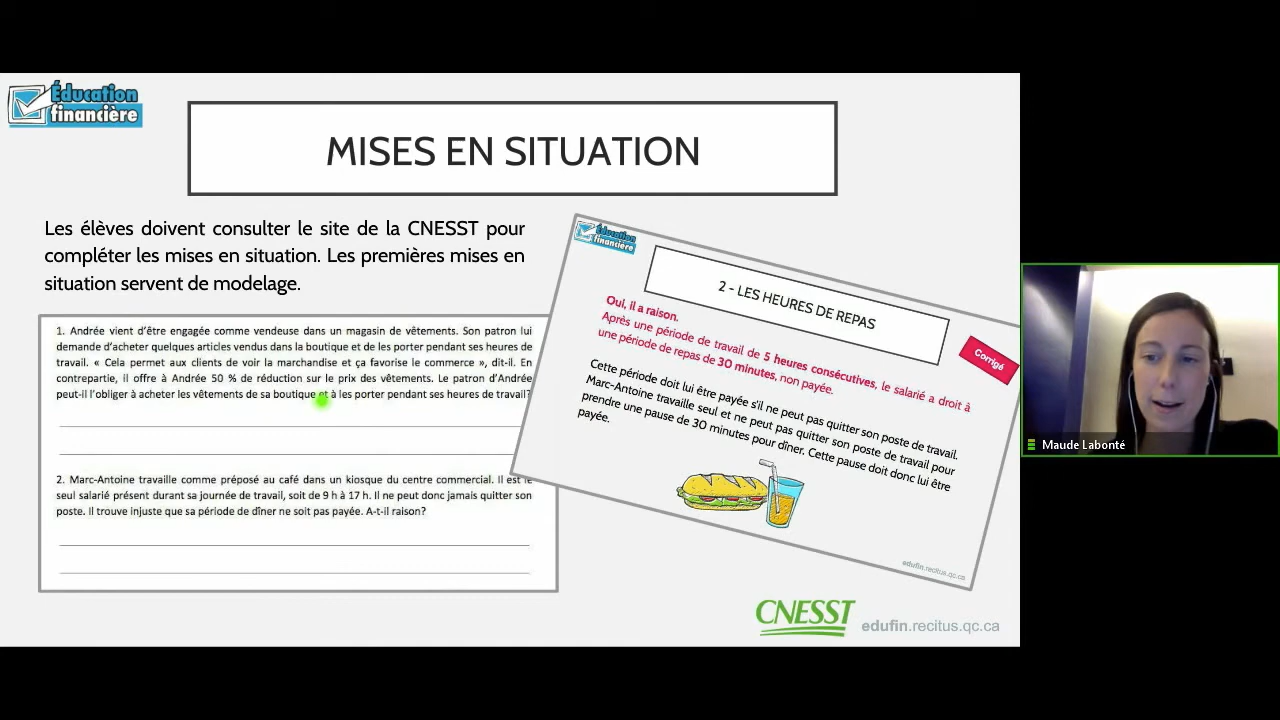 Éducation
financière
MISES EN SITUATION
Les élèves doivent consulter le site de la CNESST pour
compléter les mises en situation. Les premières mises en
situation servent de modelage.
1. Andrée vient d'être engagée comme vendeuse dans un magasin de vêtements. Son patron lui
demande d'acheter quelques articles vendus dans la boutique et de les porter pendant ses heures de
travail. « Cela permet aux clients de voir la marchandise et ça favorise le commerce », dit-il. En
contrepartie, il offre à Andrée 50 % de réduction sur le prix des vêtements. Le patron d'Andrée
peut-il l'obliger à acheter les vêtements de sa boutique et à les porter pendant ses heures de travail?
2. Marc-Antoine travaille comme préposé au café dans un kiosque du centre commercial. Il est le
seul salarié présent durant sa journée de travail, soit de 9 h à 17 h. Il ne peut donc jamais quitter son
poste. Il trouve injuste que sa période de dîner ne soit pas payée. A-t-il raison?
Éducation
financière
2 - LES HEURES DE REPAS
Corrigé
Oui, il a raison.
Après une période de travail de 5 heures consécutives, le salarié a droit à
une période de repas de 30 minutes, non payée.
Cette période doit lui être payée s'il ne peut pas quitter son poste de travail.
Marc-Antoine travaille seul et ne peut pas quitter son poste de travail pour
prendre une pause de 30 minutes pour dîner. Cette pause doit donc lui être
payée.
edufin.recitus.qc.ca
CNESST
edufin.recitus.qc.ca
Maude Labonté